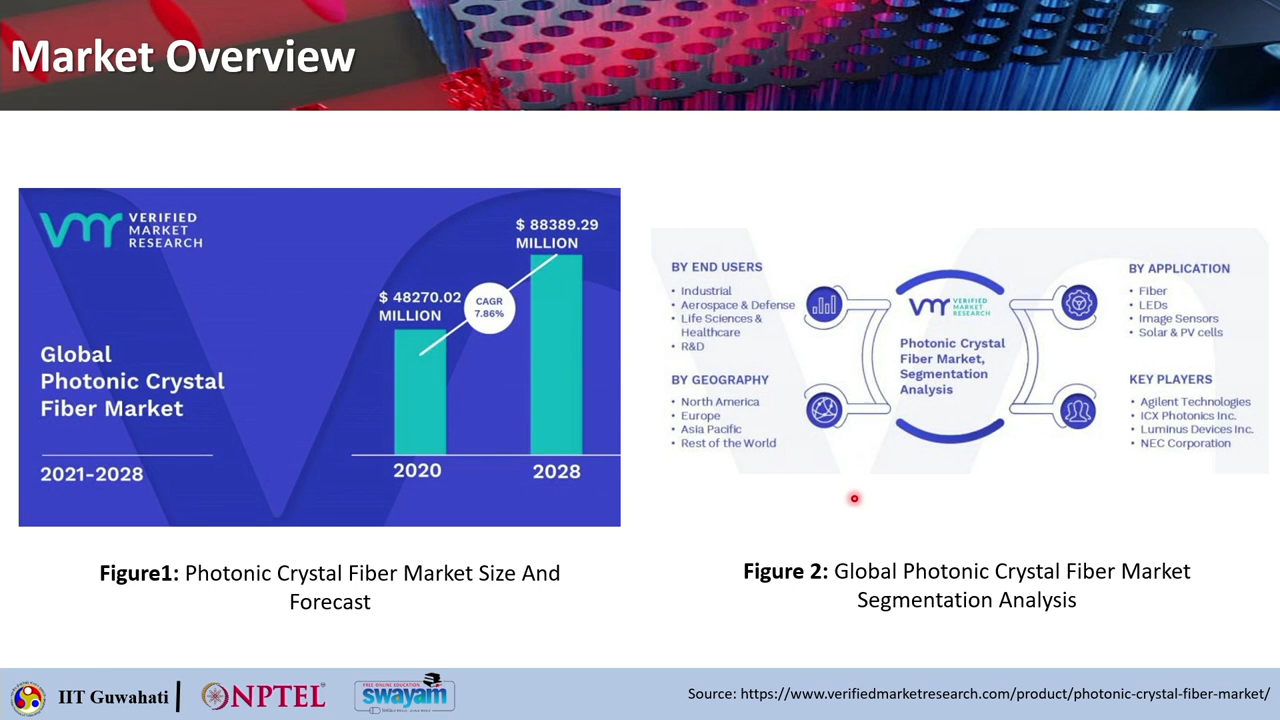 Market Overview
vmr VERIFIED
MARKET
RESEARCH
$ 88389.29
MILLION
$ 48270.02
MILLION
CAGR
7.86%
Global
Photonic Crystal
Fiber Market
2021-2028
2020
2028
Figure1: Photonic Crystal Fiber Market Size And
Forecast
BY END USERS
• Industrial
• Aerospace & Defense
• Life Sciences &
Healthcare
• R&D
BY GEOGRAPHY
• North America
• Europe
• Asia Pacific
• Rest of the World
vmr VERIFIED
MARKET
RESEARCH
Photonic Crystal
Fiber Market,
Segmentation
Analysis
BY APPLICATION
• Fiber
• LEDs
• Image Sensors
• Solar & PV cells
KEY PLAYERS
• Agilent Technologies
• ICX Photonics Inc.
• Luminus Devices Inc.
• NEC Corporation
Figure 2: Global Photonic Crystal Fiber Market
Segmentation Analysis
IIT Guwahati
NPTEL
FREE ONLINE EDUCATION
swayam
Source: https://www.verifiedmarketresearch.com/product/photonic-crystal-fiber-market/